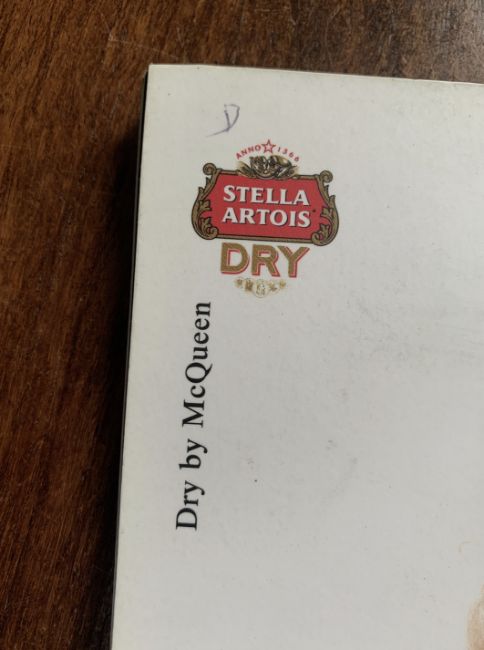 D
ANNO 1366
STELLA
ARTOIS
DRY
Dry by McQueen